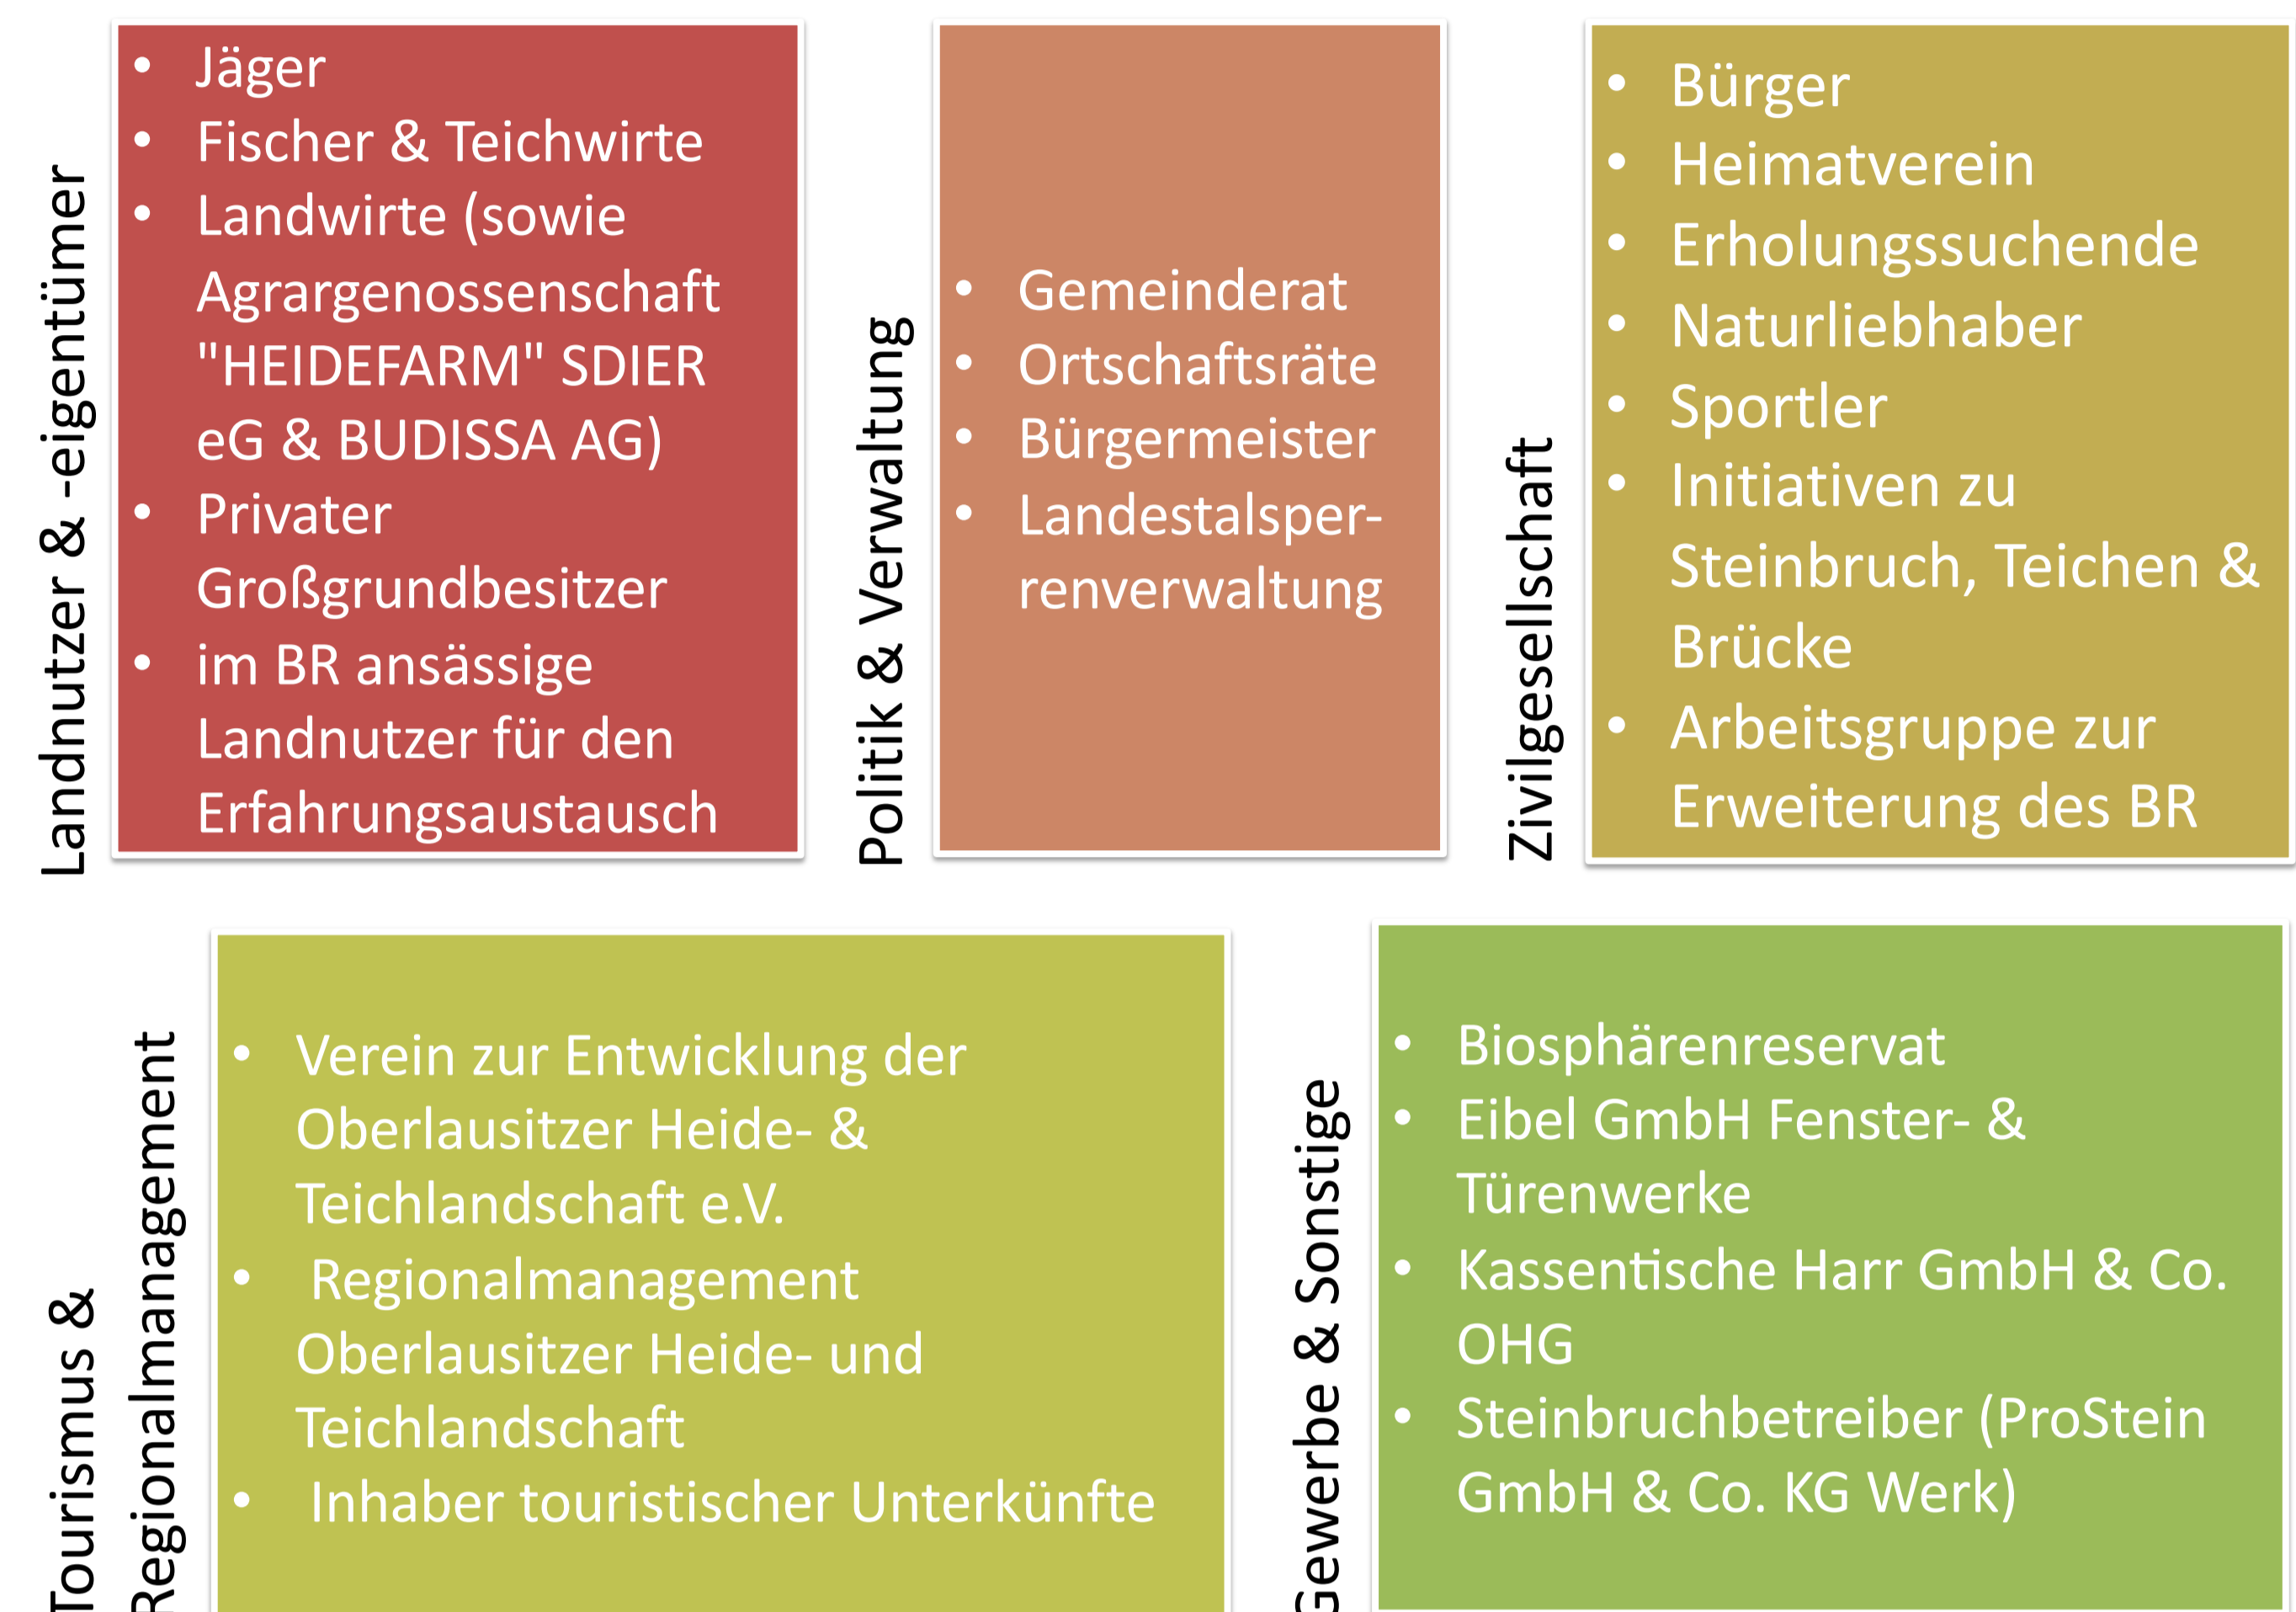 Landnutzer & -eigentümer
Jäger
Fischer & Teichwirte
Landwirte (sowie
Agrargenossenschaft
"HEIDEFARM" SDIER
eG & BUDISSA AG)
Privater
Großgrundbesitzer
im BR ansässige
Landnutzer für den
Erfahrungsaustausch
Politik & Verwaltung
Gemeinderat
Ortschaftsräte
Bürgermeister
Landestalsper-
renverwaltung
Zivilgesellschaft
Bürger
Heimatverein
Erholungssuchende
Naturliebhaber
Sportler
Initiativen zu
Steinbruch, Teichen &
Brücke
Arbeitsgruppe zur
Erweiterung des BR
Tourismus &
Regionalmanagement
Verein zur Entwicklung der
Oberlausitzer Heide- &
Teichlandschaft e.V.
Regionalmanagement
Oberlausitzer Heide- und
Teichlandschaft
Inhaber touristischer Unterkünfte
Gewerbe & Sonstige
Biosphärenreservat
Eibel GmbH Fenster- &
Türenwerke
Kassentische Harr GmbH & Co.
OHG
Steinbruchbetreiber (ProStein
GmbH & Co. KG Werk)